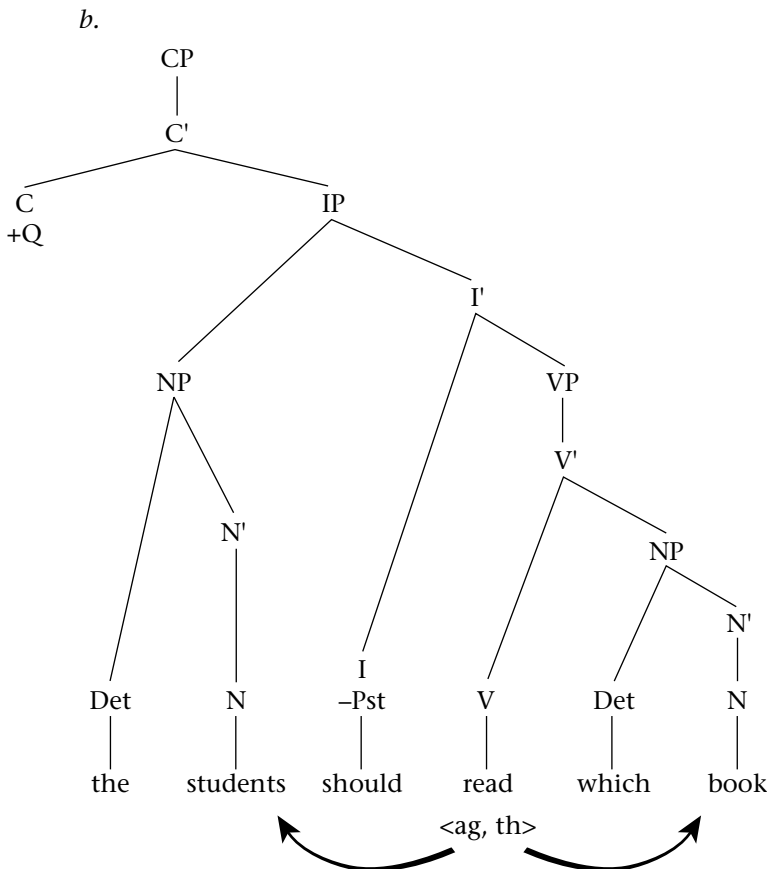 b.
CP
C'
C IP
+Q
I'
NP VP
V'
N'
NP
N'
I
Det N –Pst V Det N
the students should read which book
<ag, th>